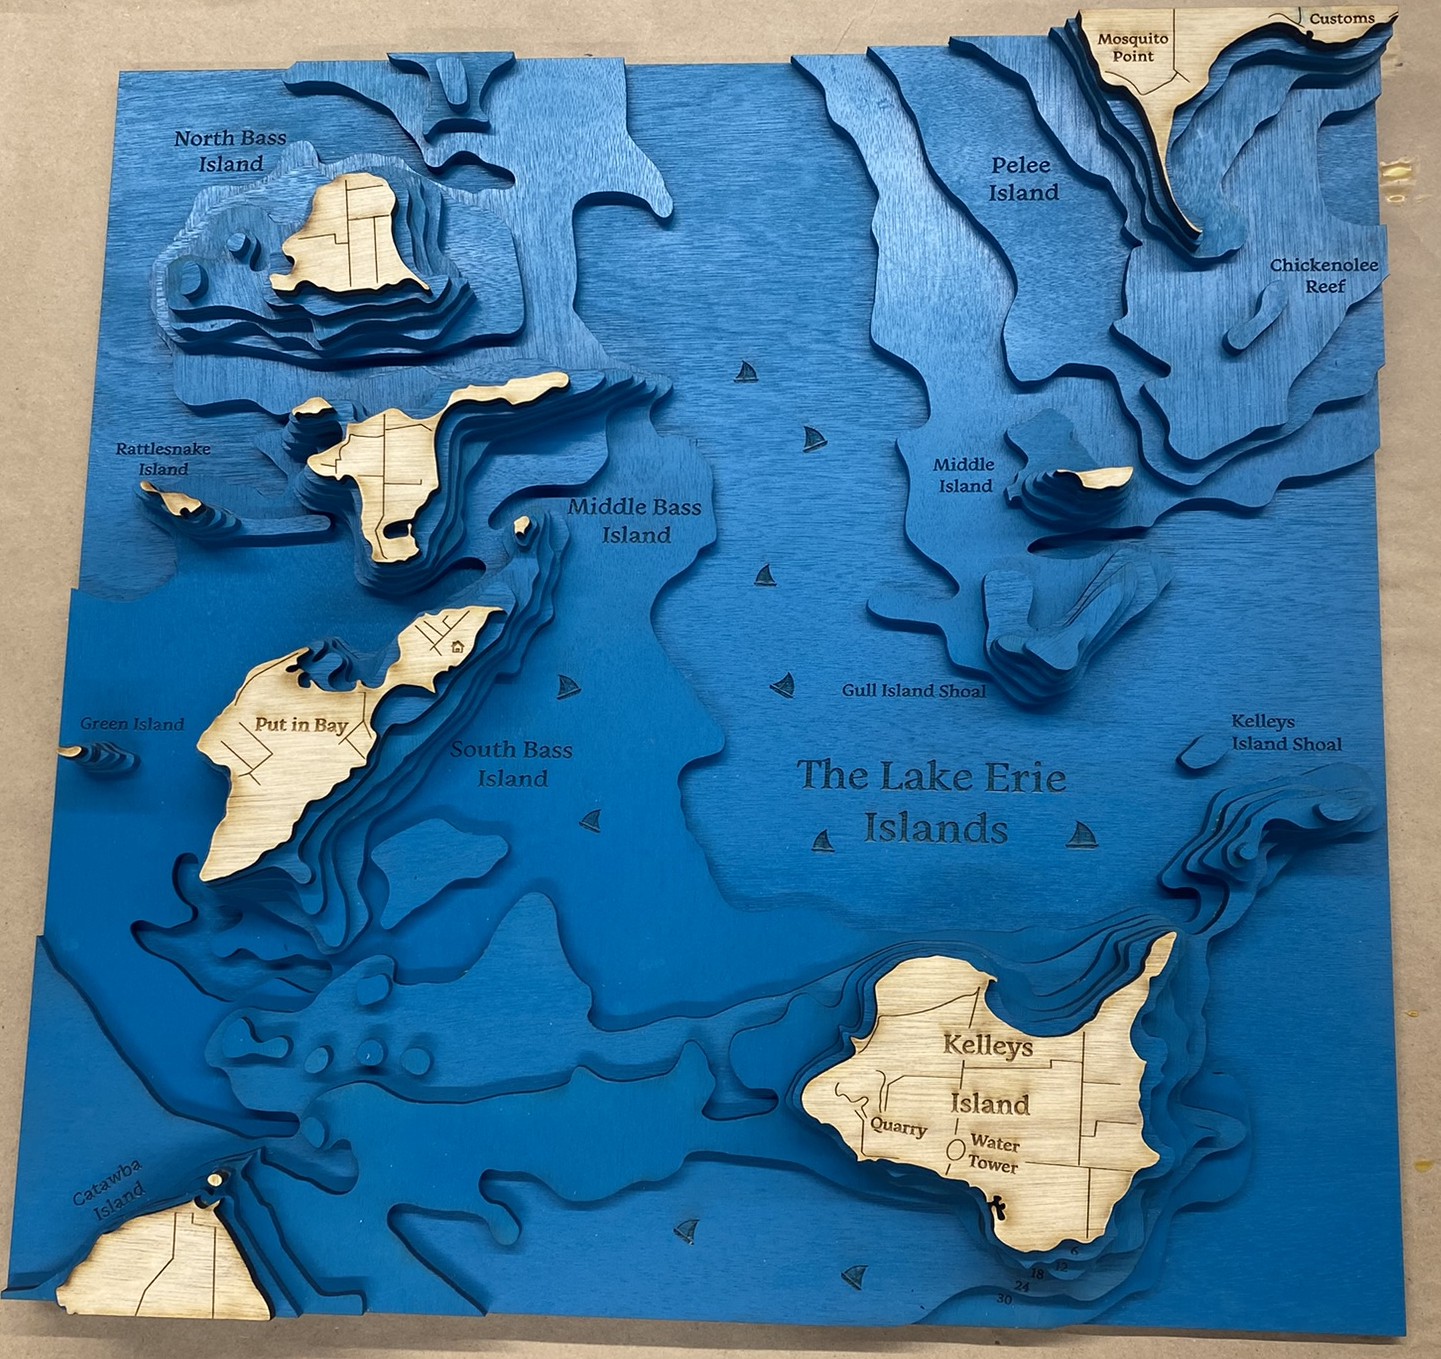 Customs
Mosquito
Point
North Bass
Island
Pelee
Island
Chickenolee
Reef
Rattlesnake
Island
Middle
Island
Middle Bass
Island
Gull Island Shoal
Green Island
Put in Bay
Kelleys
Island Shoal
South Bass
Island
The Lake Erie
Islands
Kelleys
Island
Quarry
Water
Tower
Catawba
Island
6
12
18
24
30